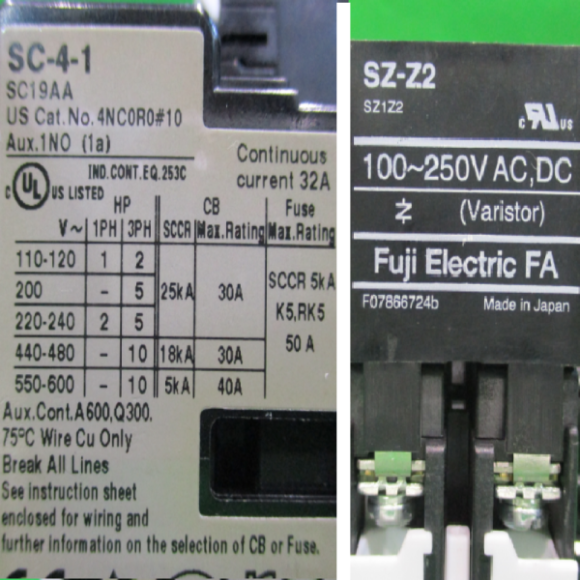 SC-4-1
SC19AA
US Cat.No.4NC0R0#10
Aux.1NO (1a)
Continuous
current 32A
IND.CONT.EQ.253C
c UL US LISTED
HP CB Fuse
V~ 1PH 3PH SCCR Max.Rating Max.Rating
110-120 1 2
200 - 5 25kA 30A SCCR 5kA
220-240 2 5 K5,RK5
440-480 - 10 18kA 30A 50 A
550-600 - 10 5kA 40A
Aux.Cont.A600,Q300.
75°C Wire Cu Only
Break All Lines
See instruction sheet
enclosed for wiring and
further information on the selection of CB or Fuse.
SZ-Z2
SZ1Z2
c RU US
100~250V AC,DC
(Varistor)
Fuji Electric FA
F07866724b Made in Japan